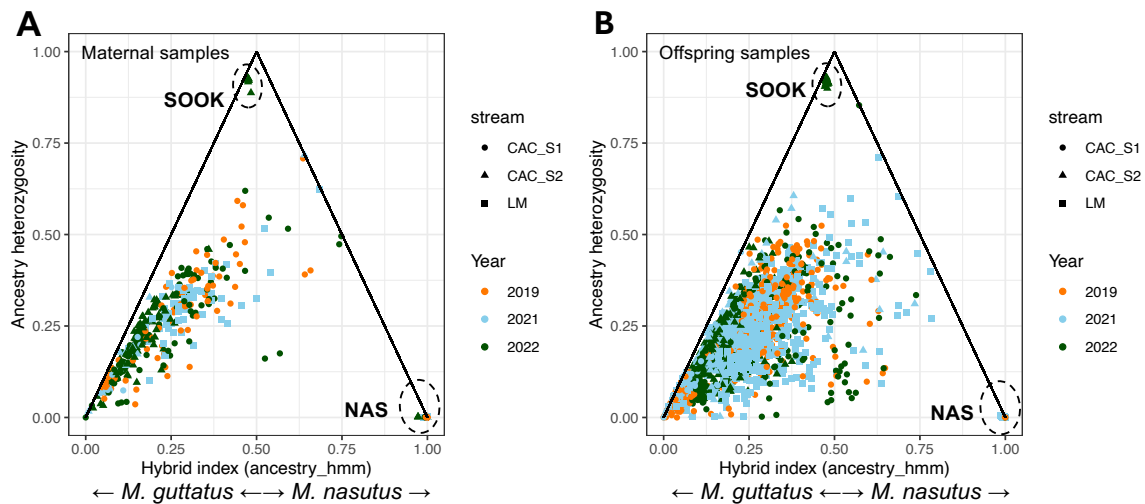 A
Maternal samples
SOOK
NAS
1.00
0.75
0.50
0.25
0.00
Ancestry heterozygosity
0.00 0.25 0.50 0.75 1.00
Hybrid index (ancestry_hmm)
← M. guttatus ←→ M. nasutus →
stream
CAC_S1
CAC_S2
LM
Year
2019
2021
2022
B
Offspring samples
SOOK
NAS
1.00
0.75
0.50
0.25
0.00
Ancestry heterozygosity
0.00 0.25 0.50 0.75 1.00
Hybrid index (ancestry_hmm)
← M. guttatus ←→ M. nasutus →
stream
CAC_S1
CAC_S2
LM
Year
2019
2021
2022